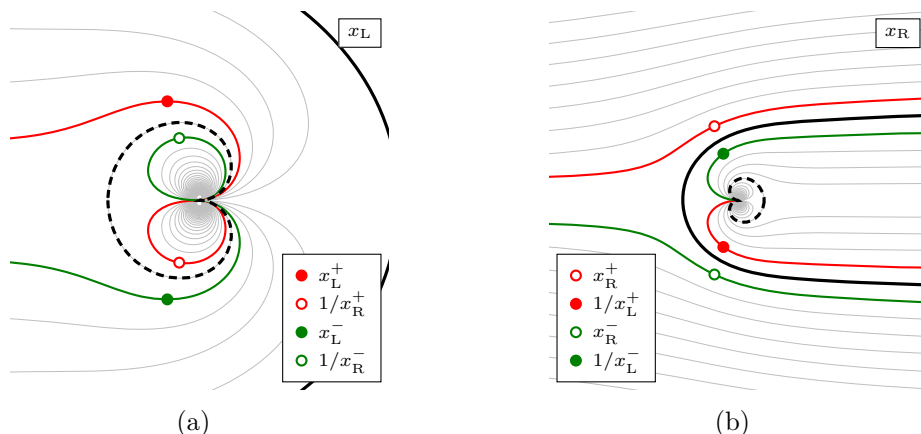 x_L
x_L^+
1/x_R^+
x_L^-
1/x_R^-
(a)
x_R
x_R^+
1/x_L^+
x_R^-
1/x_L^-
(b)